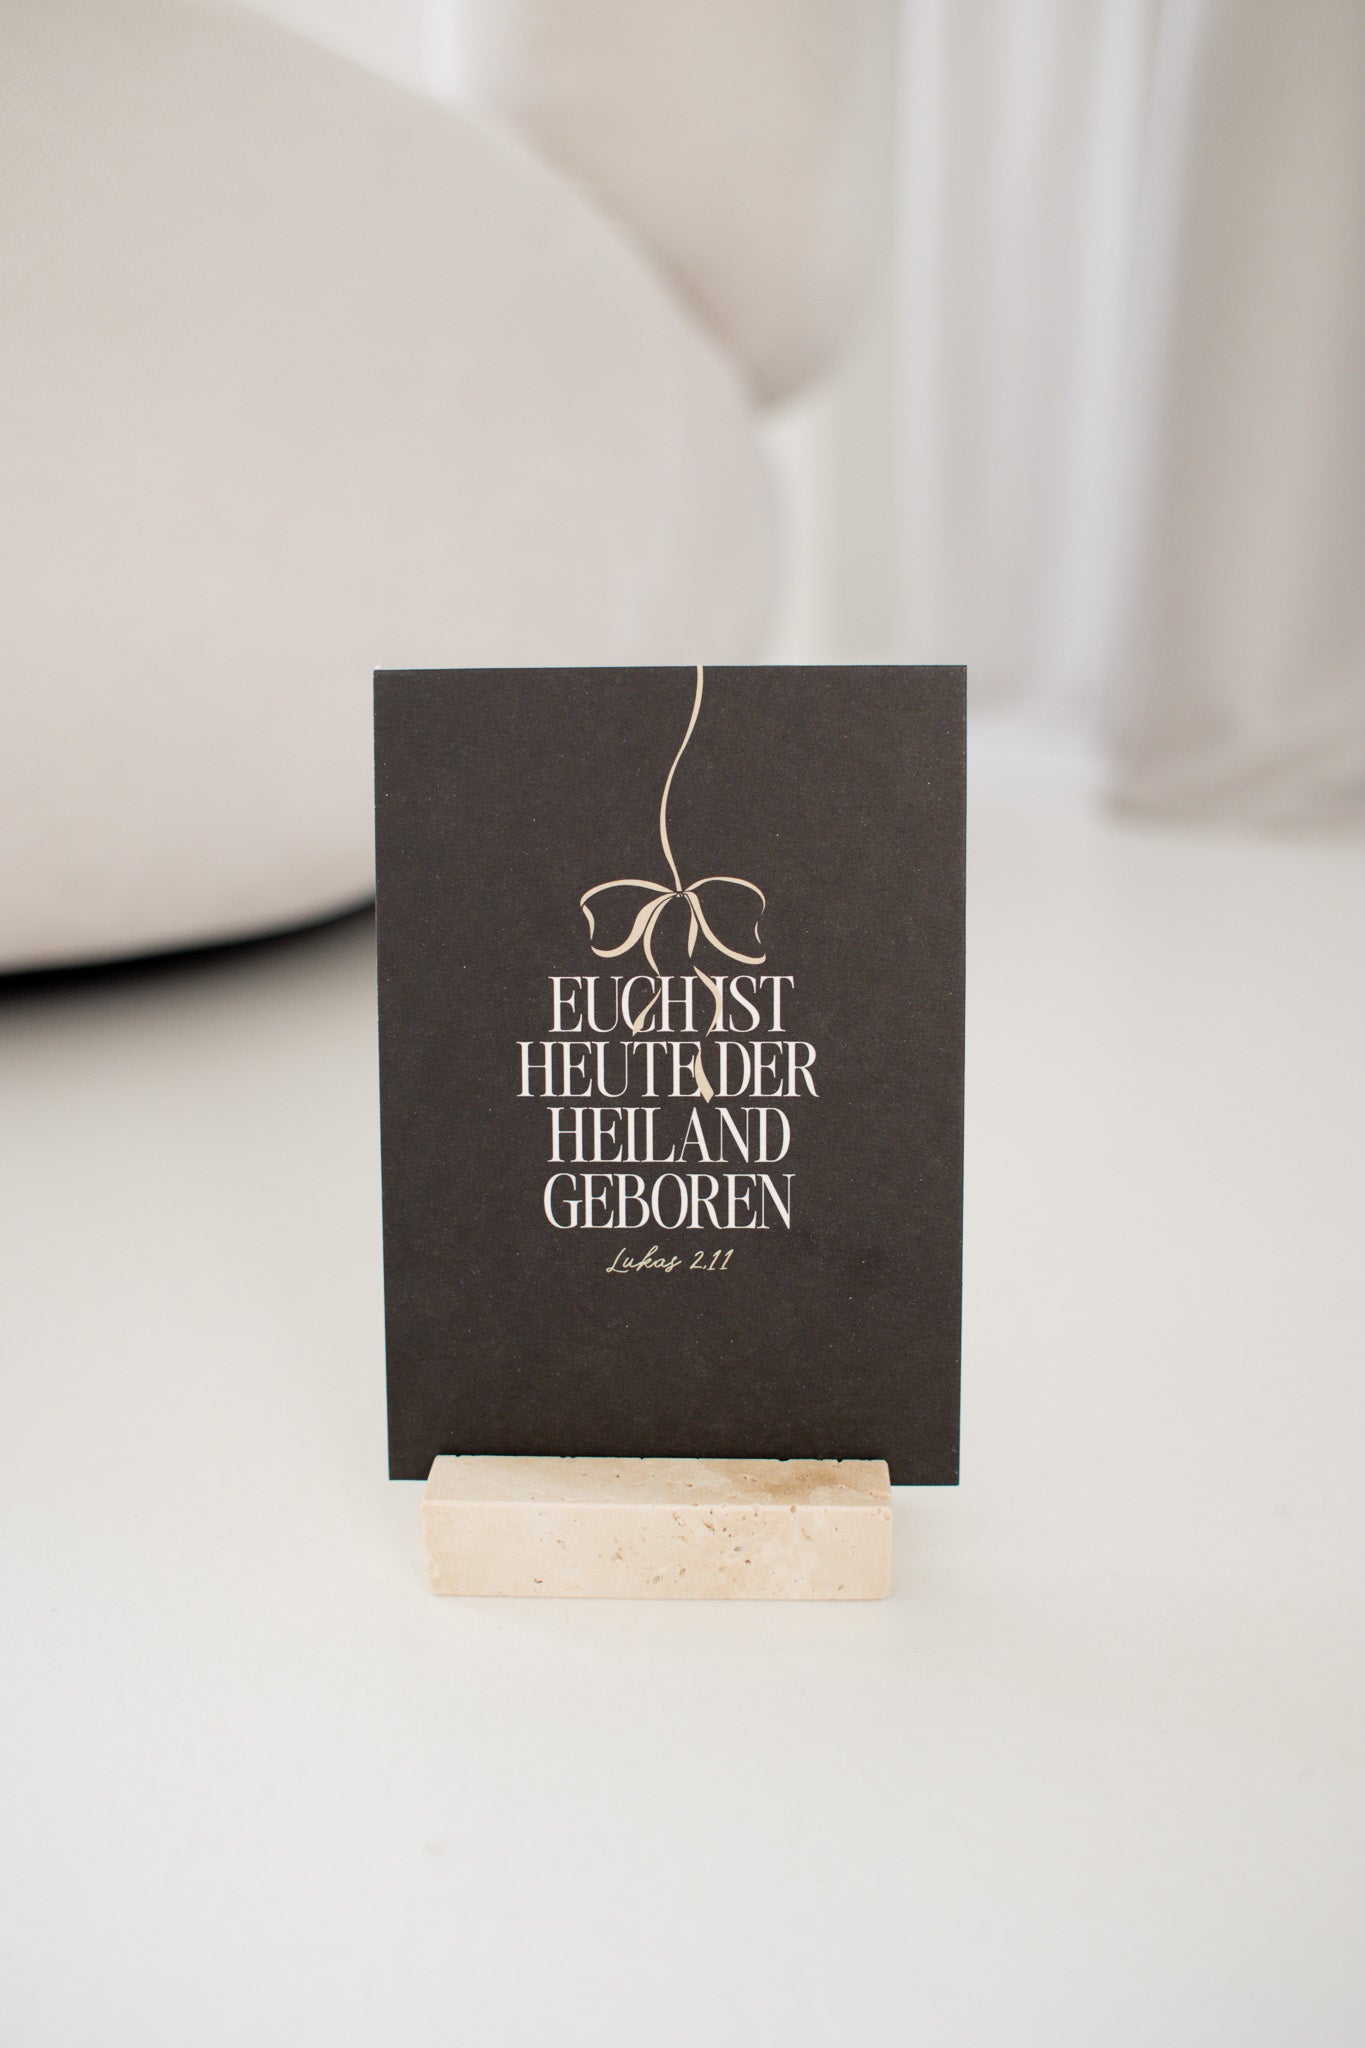 EUCH IST
HEUTE DER
HEILAND
GEBOREN
Lukas 2,11